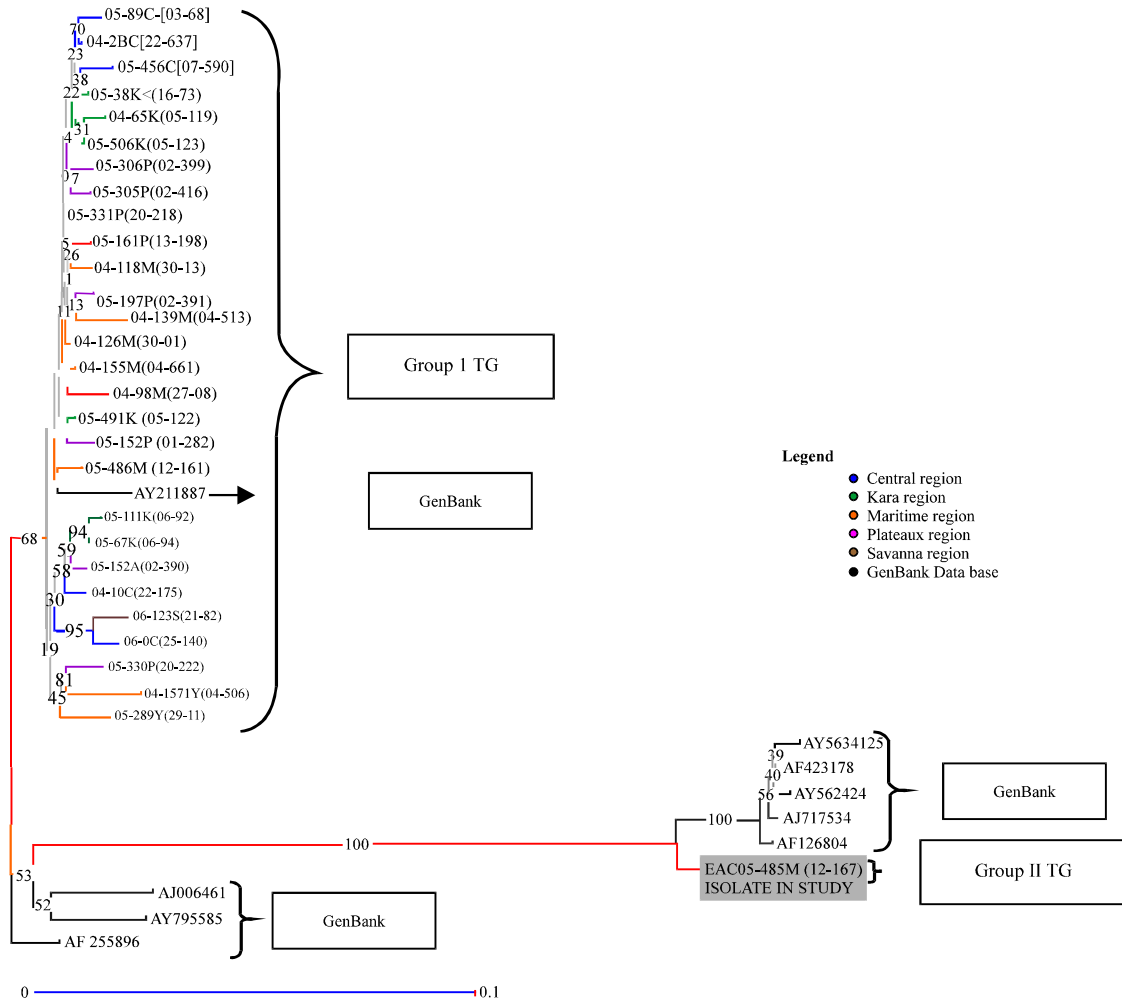 05-89C-[03-68]
70
04-2BC[22-637]
23
05-456C[07-590]
38
22
05-38K<(16-73)
04-65K(05-119)
31
4
05-506K(05-123)
05-306P(02-399)
0
7
05-305P(02-416)
05-331P(20-218)
5
05-161P(13-198)
26
04-118M(30-13)
1
05-197P(02-391)
13
11
04-139M(04-513)
04-126M(30-01)
Group 1 TG
04-155M(04-661)
04-98M(27-08)
05-491K (05-122)
05-152P (01-282)
Legend
05-486M (12-161)
Central region
AY211887
GenBank
Kara region
Maritime region
Plateaux region
Savanna region
GenBank Data base
05-111K(06-92)
94
68
05-67K(06-94)
59
05-152A(02-390)
58
04-10C(22-175)
30
06-123S(21-82)
95
06-0C(25-140)
19
05-330P(20-222)
81
45
04-1571Y(04-506)
05-289Y(29-11)
AY5634125
39
AF423178
40
AY562424
56
GenBank
AJ717534
100
AF126804
100
EAC05-485M (12-167)
ISOLATE IN STUDY
Group II TG
53
AJ006461
52
AY795585
GenBank
AF 255896
0
0.1